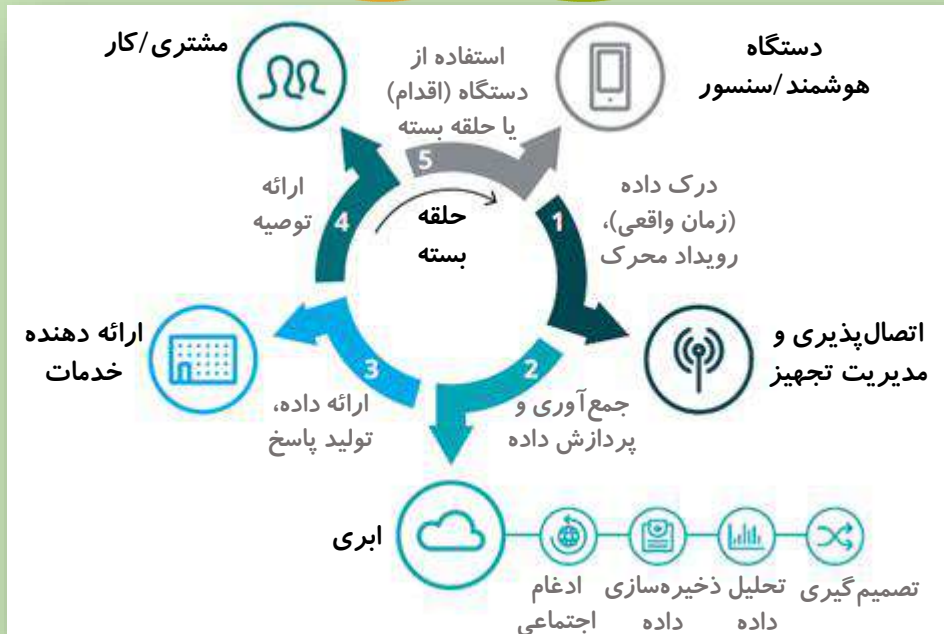 دستگاه
هوشمند/سنسور
مشتری/کار
استفاده از
دستگاه (اقدام)
یا حلقه بسته
5
درک داده
(زمان واقعی)،
رویداد محرک
1
ارائه
توصیه
4
حلقه
بسته
اتصال‌پذیری و
مدیریت تجهیز
ارائه دهنده
خدمات
2
جمع‌آوری و
پردازش داده
3
ارائه داده،
تولید پاسخ
ابری
ادغام
اجتماعی
ذخیره‌سازی
داده
تحلیل
داده
تصمیم‌گیری